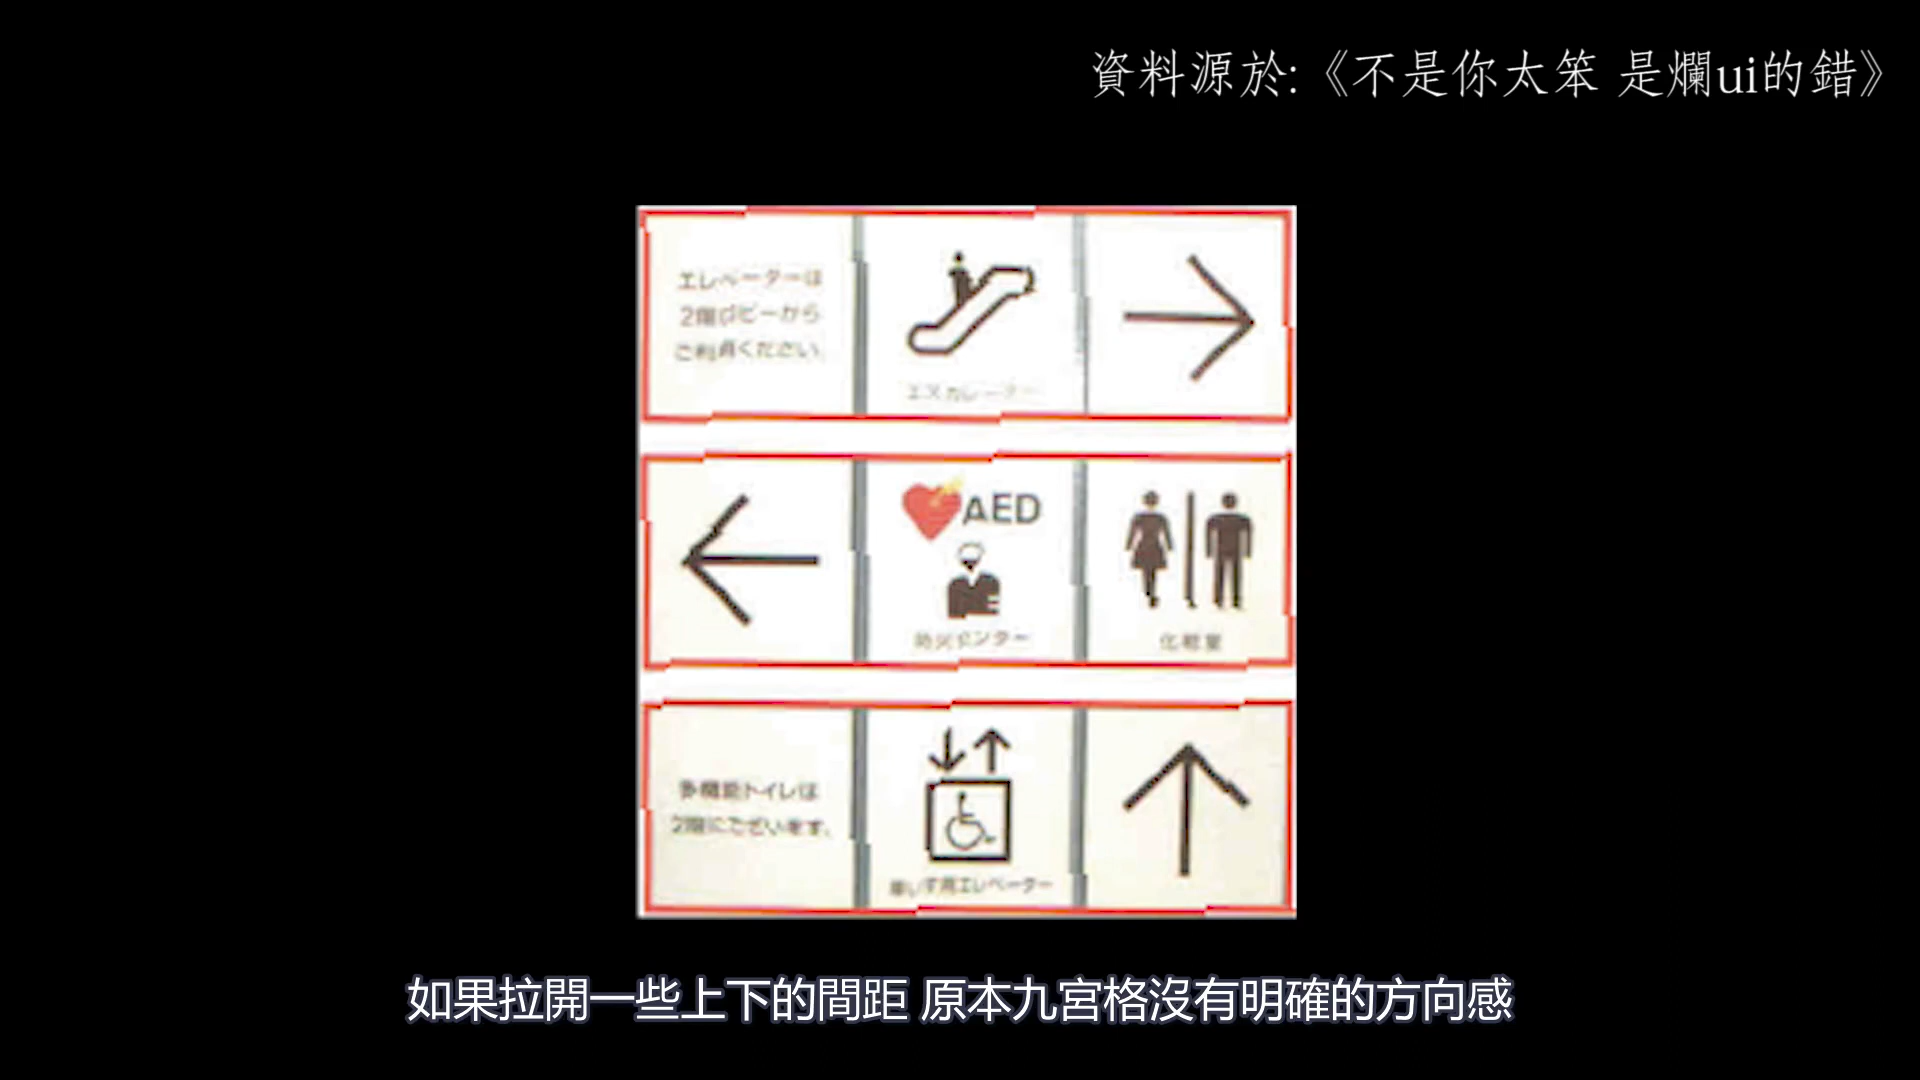 資料源於:《不是你太笨 是爛ui的錯》
エレベーターは
2階ロビーから
ご利用ください。
エスカレーター
AED
防災センター
化粧室
多機能トイレは
2階にございます。
車いす用エレベーター
如果拉開一些上下的間距 原本九宮格沒有明確的方向感